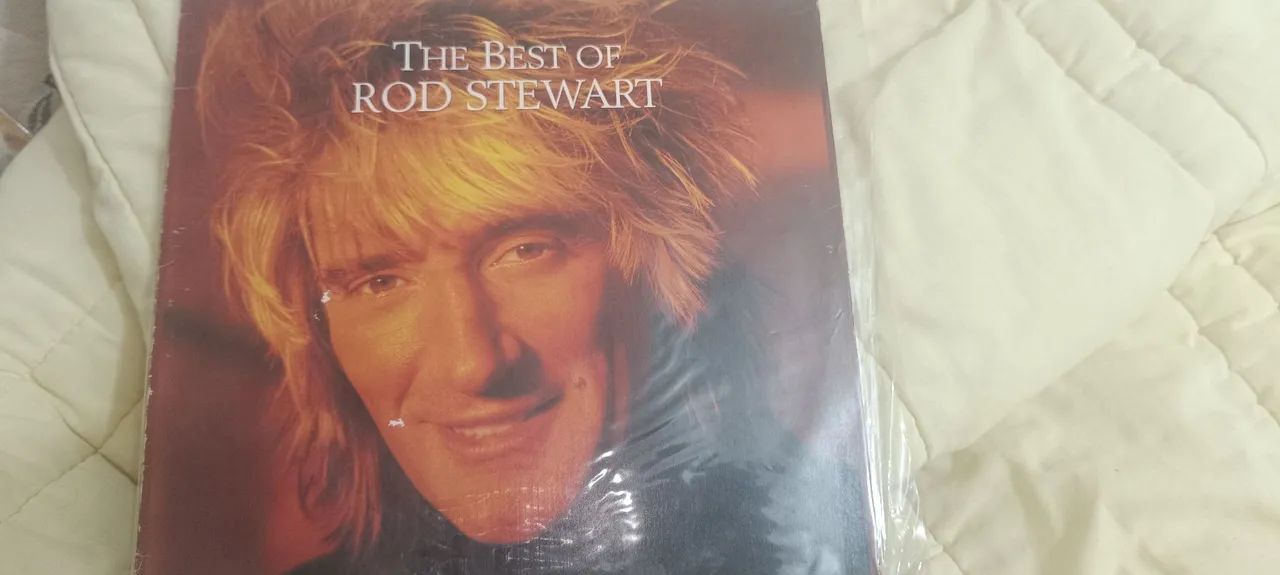 THE BEST OF
ROD STEWART